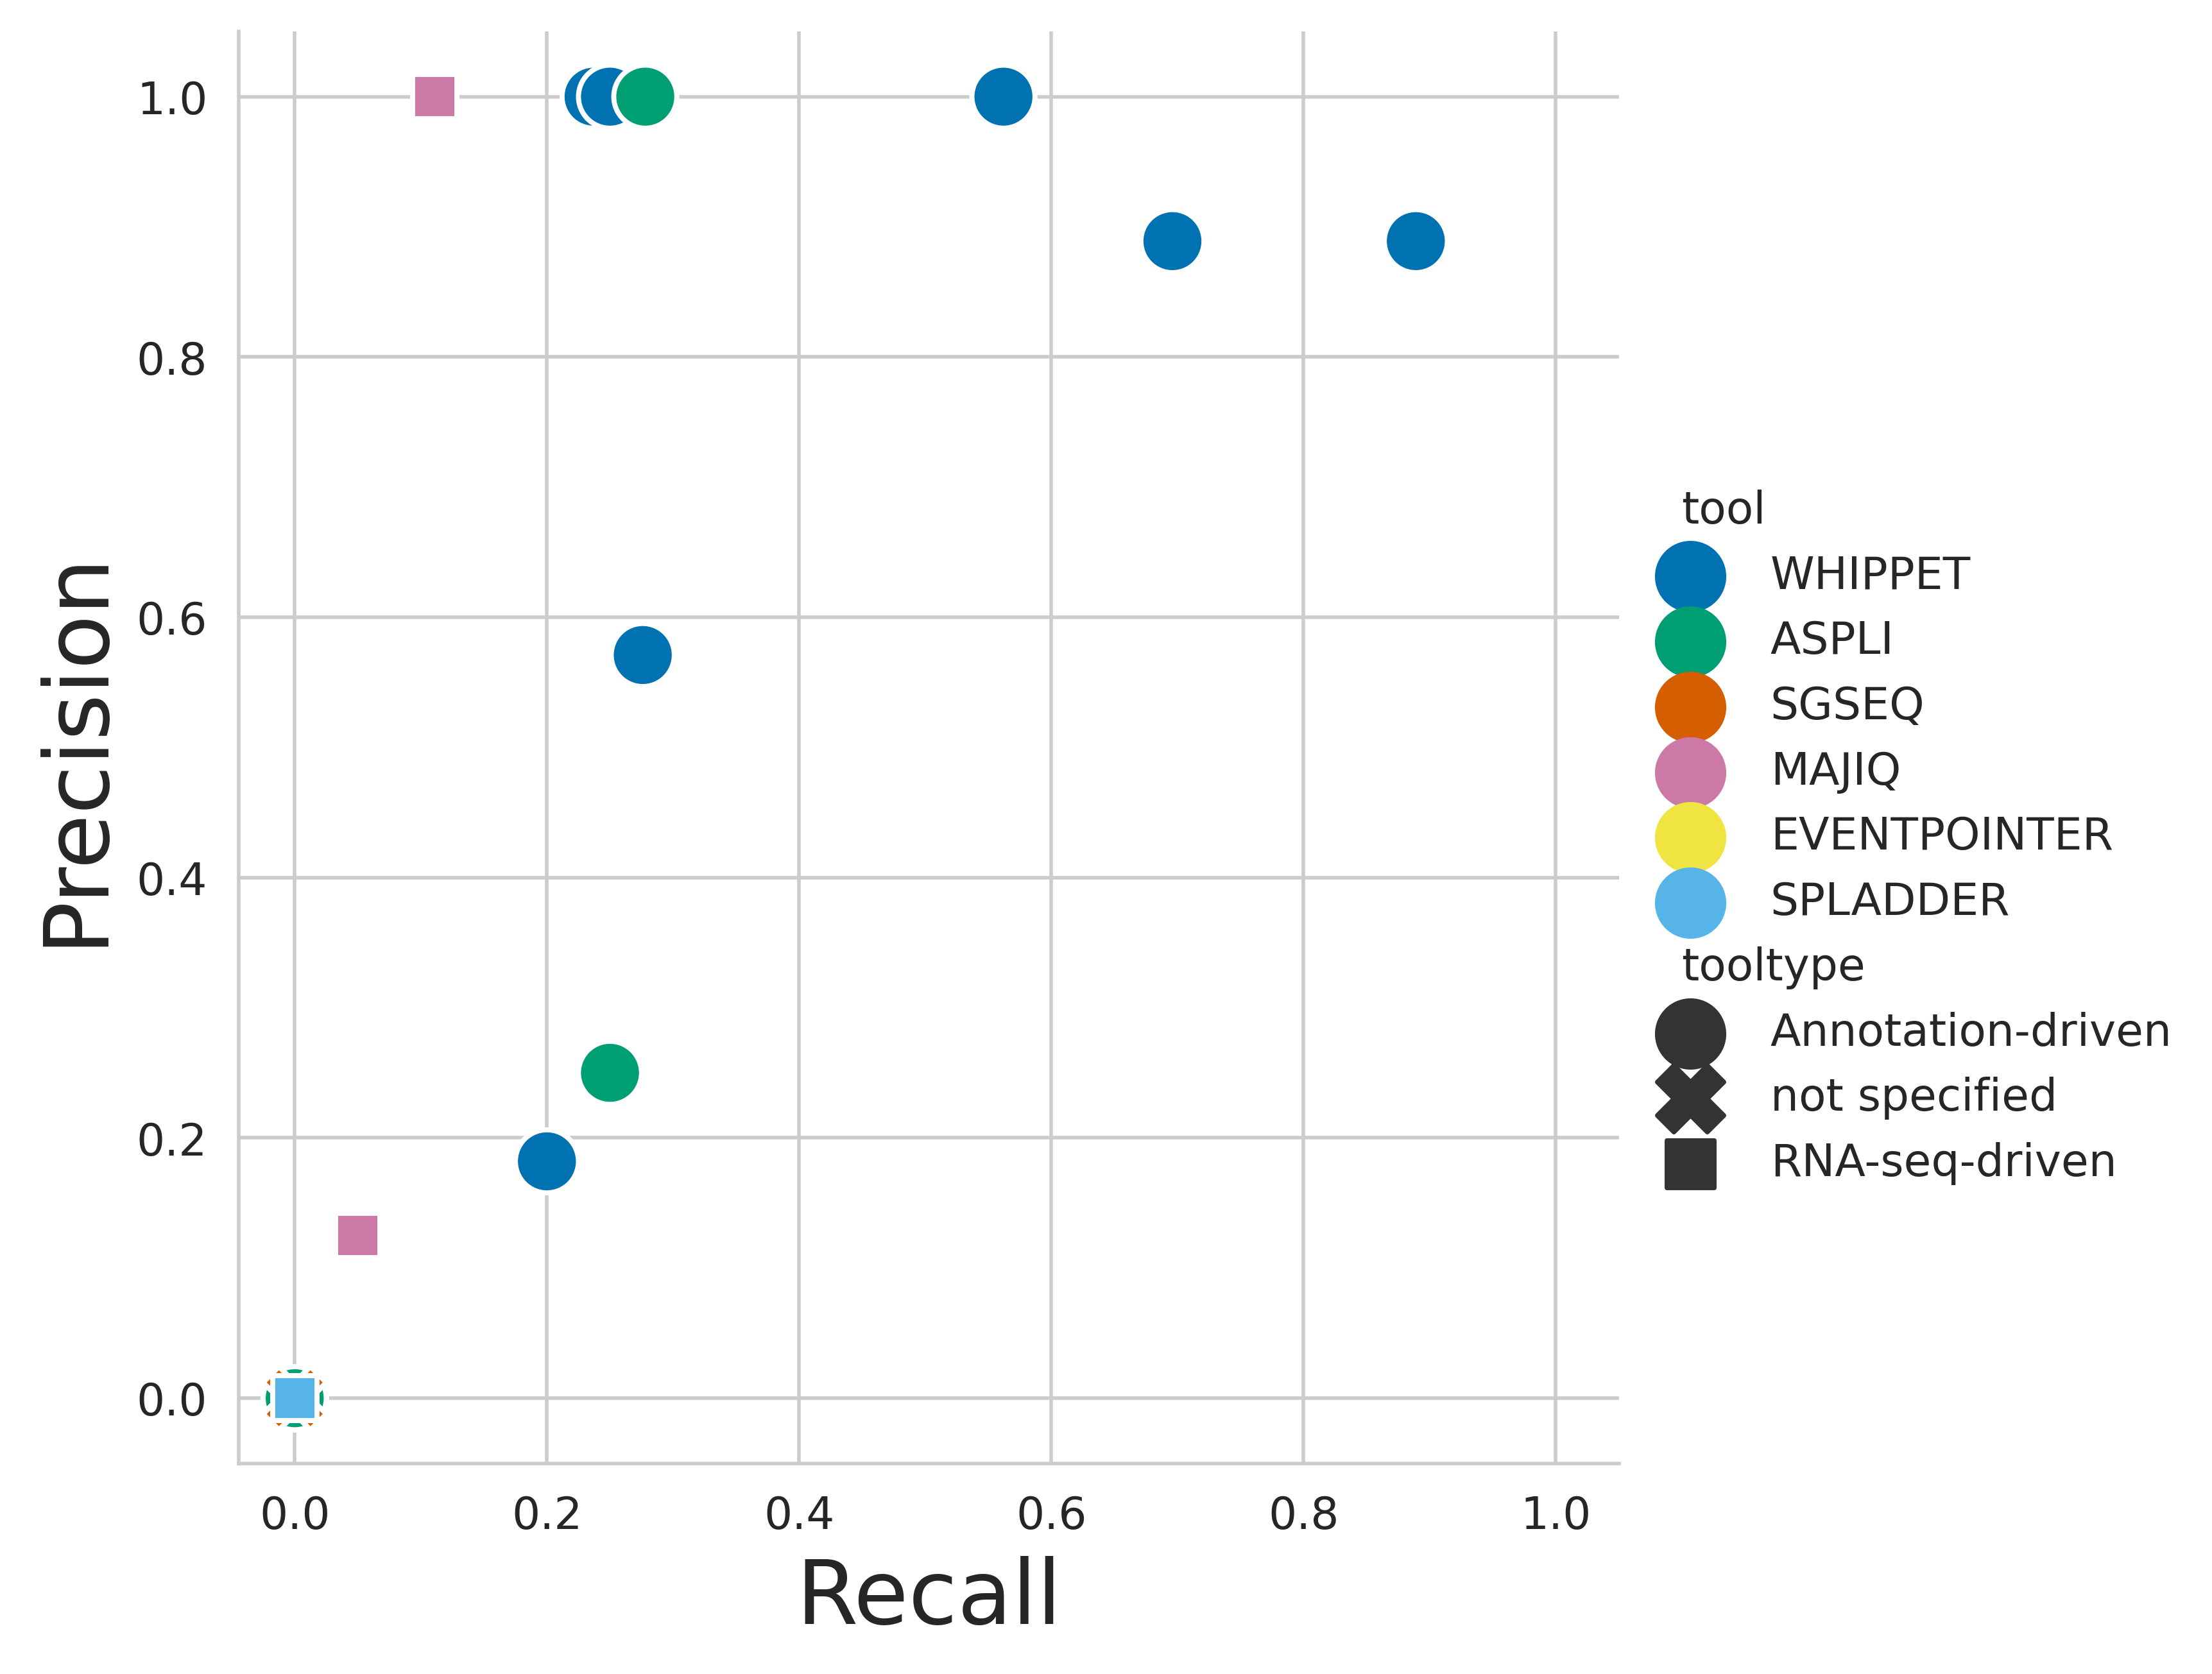 Precision
1.0
0.8
0.6
0.4
0.2
0.0
0.0 0.2 0.4 0.6 0.8 1.0
Recall
tool
WHIPPET
ASPLI
SGSEQ
MAJIQ
EVENTPOINTER
SPLADDER
tooltype
Annotation-driven
not specified
RNA-seq-driven